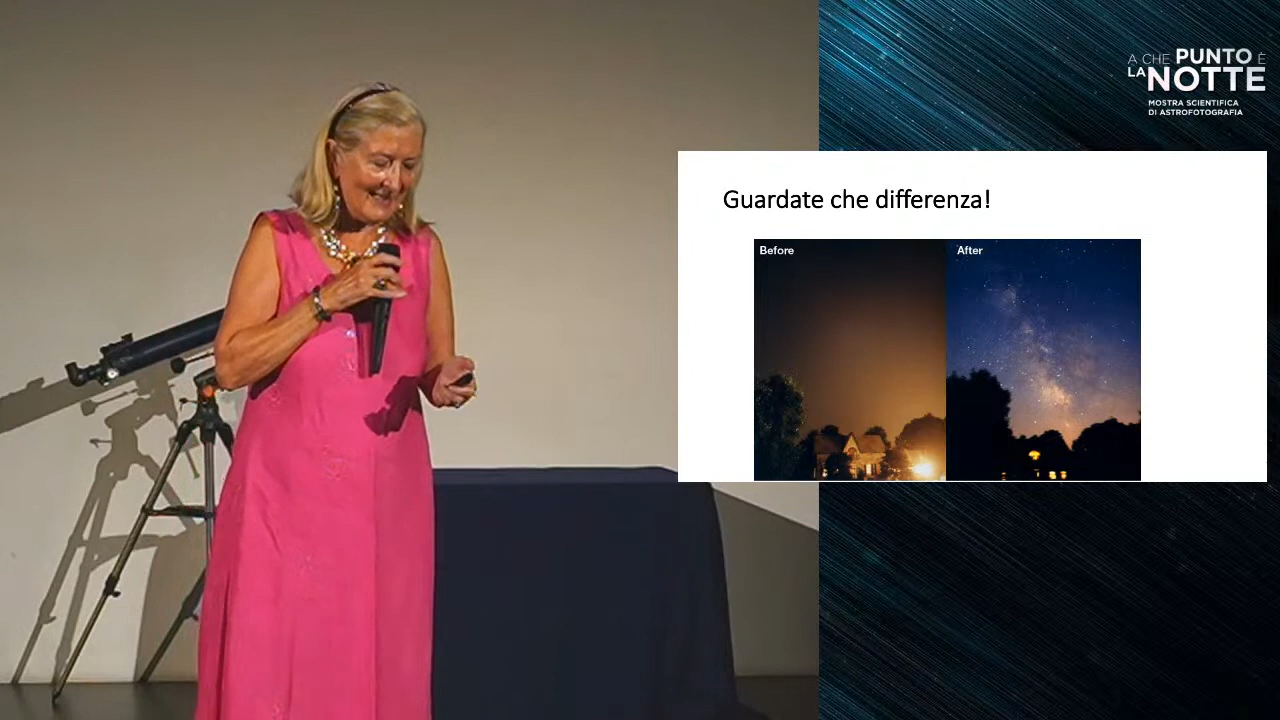 A CHE PUNTO È
LA NOTTE
MOSTRA SCIENTIFICA
DI ASTROFOTOGRAFIA
Guardate che differenza!
Before
After